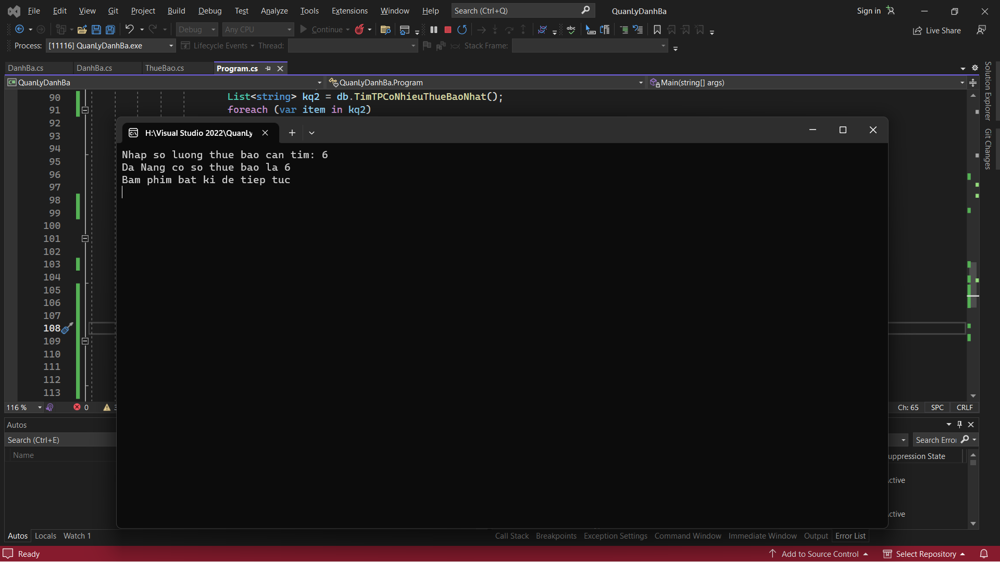 File Edit View Git Project Build Debug Test Analyze Tools Extensions Window Help Search (Ctrl+Q) QuanLyDanhBa Sign in
Debug Any CPU Continue Live Share
Process: [11116] QuanLyDanhBa.exe Lifecycle Events Thread: Stack Frame:
DanhBa.cs DanhBa.cs ThueBao.cs Program.cs
QuanLyDanhBa QuanLyDanhBa.Program Main(string[] args)
90 List<string> kq2 = db.TimTPCoNhieuThueBaoNhat();
91 foreach (var item in kq2)
92
93
94
95
96
97
98
99
100
101
102
103
104
105
106
107
108
109
110
111
112
113
H:\Visual Studio 2022\QuanLy
Nhap so luong thue bao can tim: 6
Da Nang co so thue bao la 6
Bam phim bat ki de tiep tuc
Solution Explorer
Git Changes
116 % 0 Ch: 65 SPC CRLF
Autos
Search (Ctrl+E) Search Erro
Name uppression State
ctive
ctive
Autos Locals Watch 1 Call Stack Breakpoints Exception Settings Command Window Immediate Window Output Error List
Ready Add to Source Control Select Repository